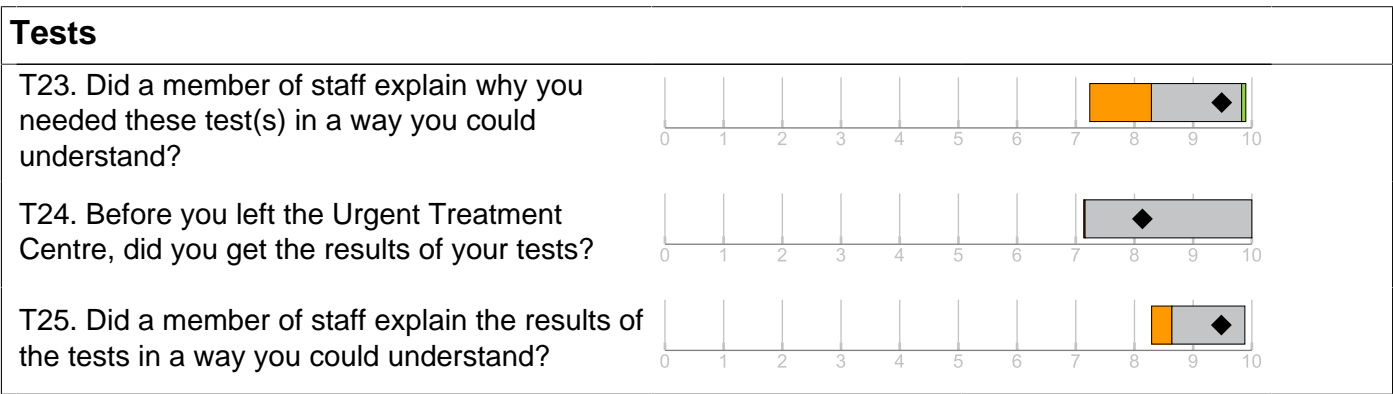 Tests
T23. Did a member of staff explain why you
needed these test(s) in a way you could
understand?
0 1 2 3 4 5 6 7 8 9 10
T24. Before you left the Urgent Treatment
Centre, did you get the results of your tests?
0 1 2 3 4 5 6 7 8 9 10
T25. Did a member of staff explain the results of
the tests in a way you could understand?
0 1 2 3 4 5 6 7 8 9 10